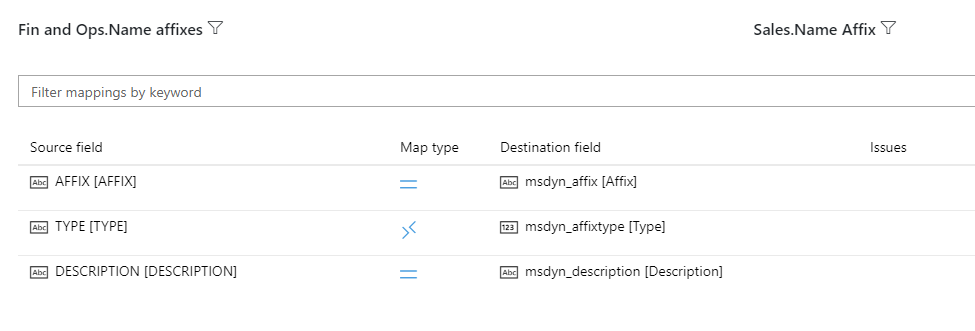 Fin and Ops.Name affixes Sales.Name Affix
Filter mappings by keyword
Source field Map type Destination field Issues
Abc AFFIX [AFFIX] Abc msdyn_affix [Affix]
Abc TYPE [TYPE] 123 msdyn_affixtype [Type]
Abc DESCRIPTION [DESCRIPTION] Abc msdyn_description [Description]